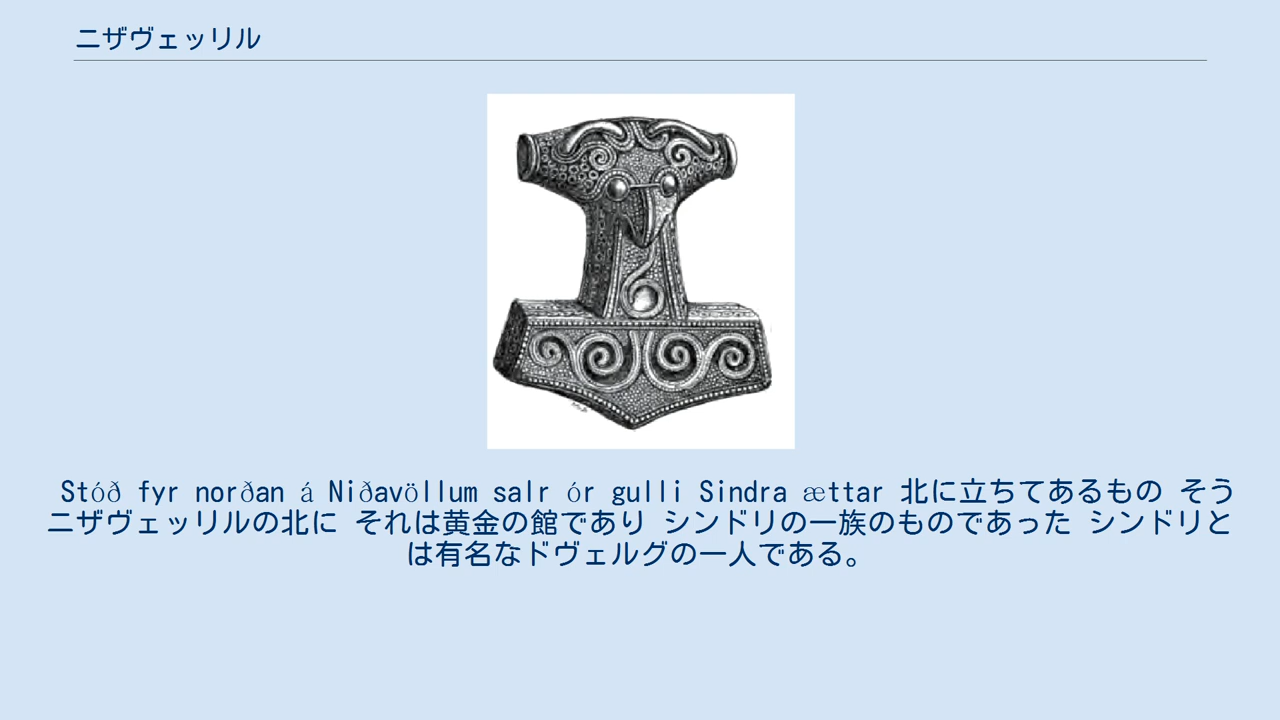 ニザヴェッリル
Stóð fyr norðan á Niðavöllum salr ór gulli Sindra ættar 北に立ちてあるもの そう
ニザヴェッリルの北に それは黄金の館であり シンドリの一族のものであった シンドリと
は有名なドヴェルグの一人である。